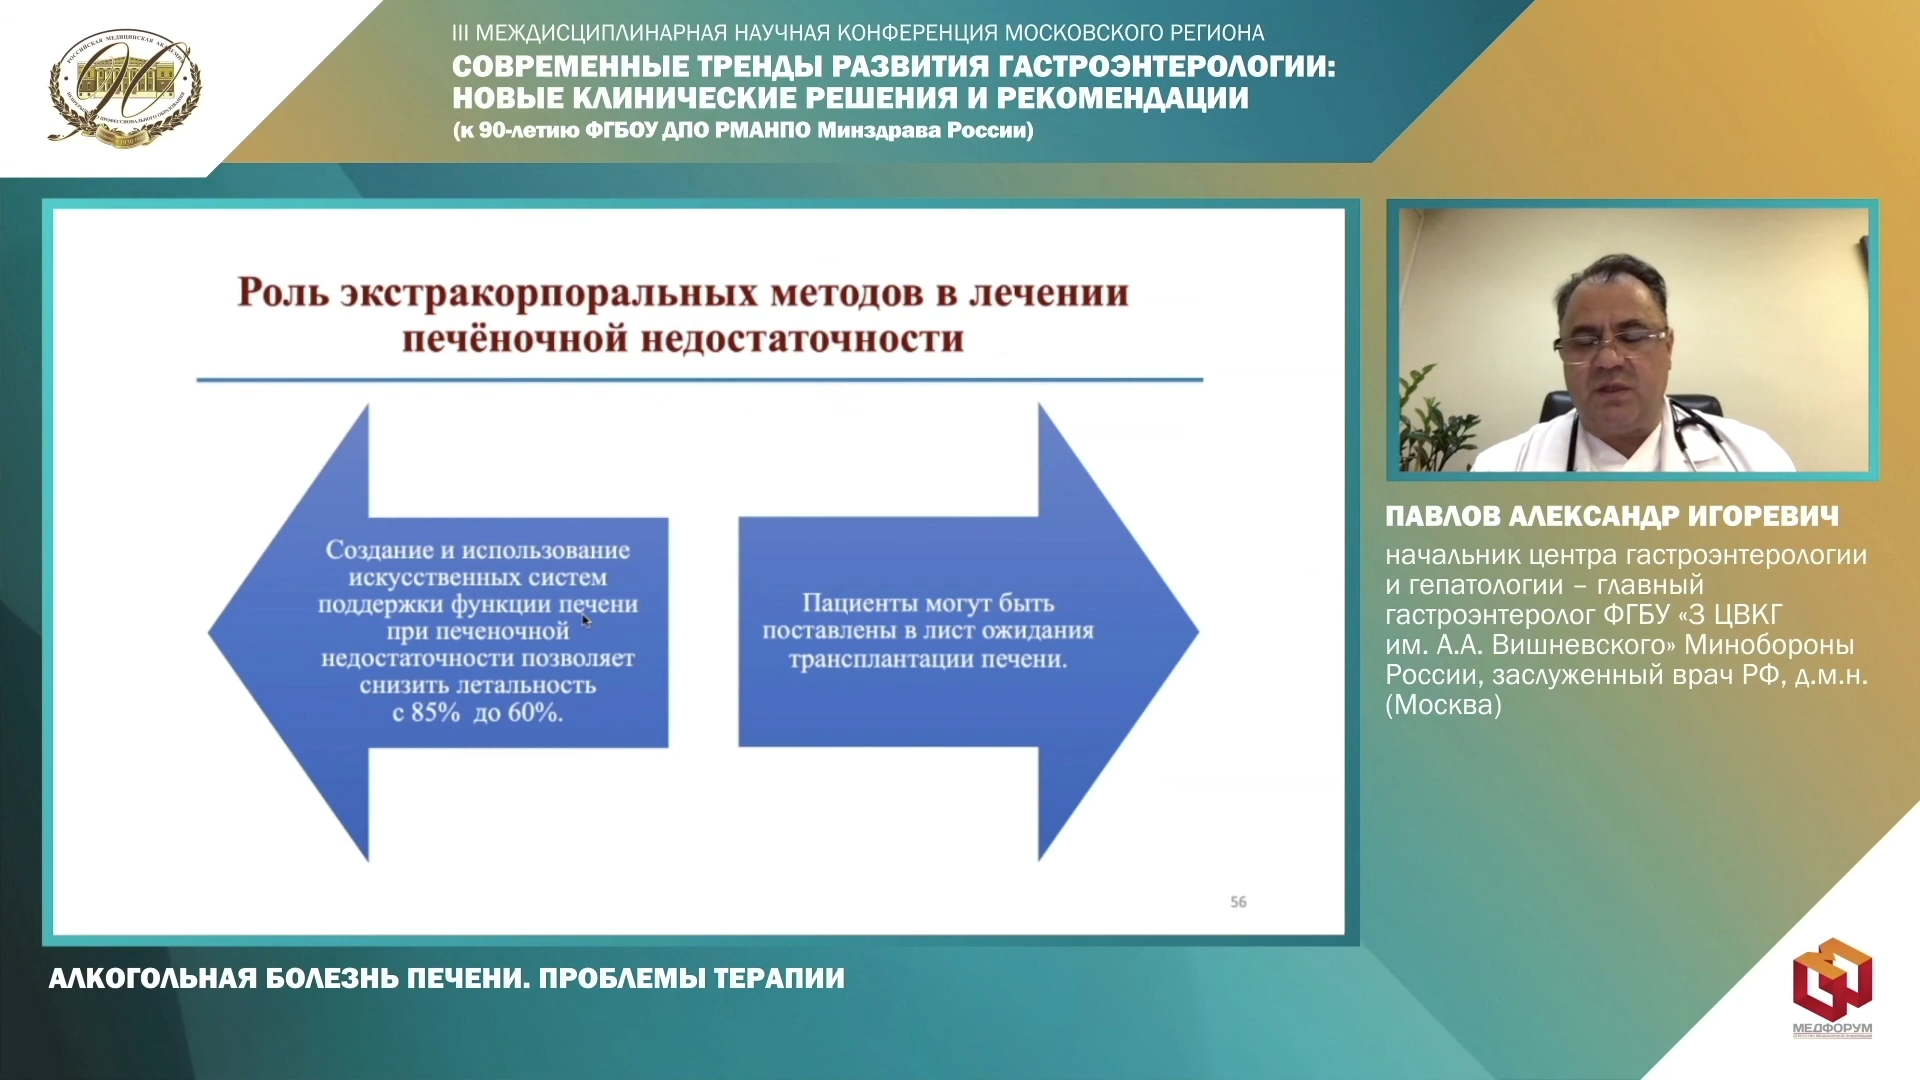 III МЕЖДИСЦИПЛИНАРНАЯ НАУЧНАЯ КОНФЕРЕНЦИЯ МОСКОВСКОГО РЕГИОНА
СОВРЕМЕННЫЕ ТРЕНДЫ РАЗВИТИЯ ГАСТРОЭНТЕРОЛОГИИ:
НОВЫЕ КЛИНИЧЕСКИЕ РЕШЕНИЯ И РЕКОМЕНДАЦИИ
(к 90-летию ФГБОУ ДПО РМАНПО Минздрава России)
Роль экстракорпоральных методов в лечении
печёночной недостаточности
Создание и использование
искусственных систем
поддержки функции печени
при печеночной
недостаточности позволяет
снизить летальность
с 85% до 60%.
Пациенты могут быть
поставлены в лист ожидания
трансплантации печени.
56
ПАВЛОВ АЛЕКСАНДР ИГОРЕВИЧ
начальник центра гастроэнтерологии
и гепатологии – главный
гастроэнтеролог ФГБУ «3 ЦВКГ
им. А.А. Вишневского» Минобороны
России, заслуженный врач РФ, д.м.н.
(Москва)
АЛКОГОЛЬНАЯ БОЛЕЗНЬ ПЕЧЕНИ. ПРОБЛЕМЫ ТЕРАПИИ
МЕДФОРУМ